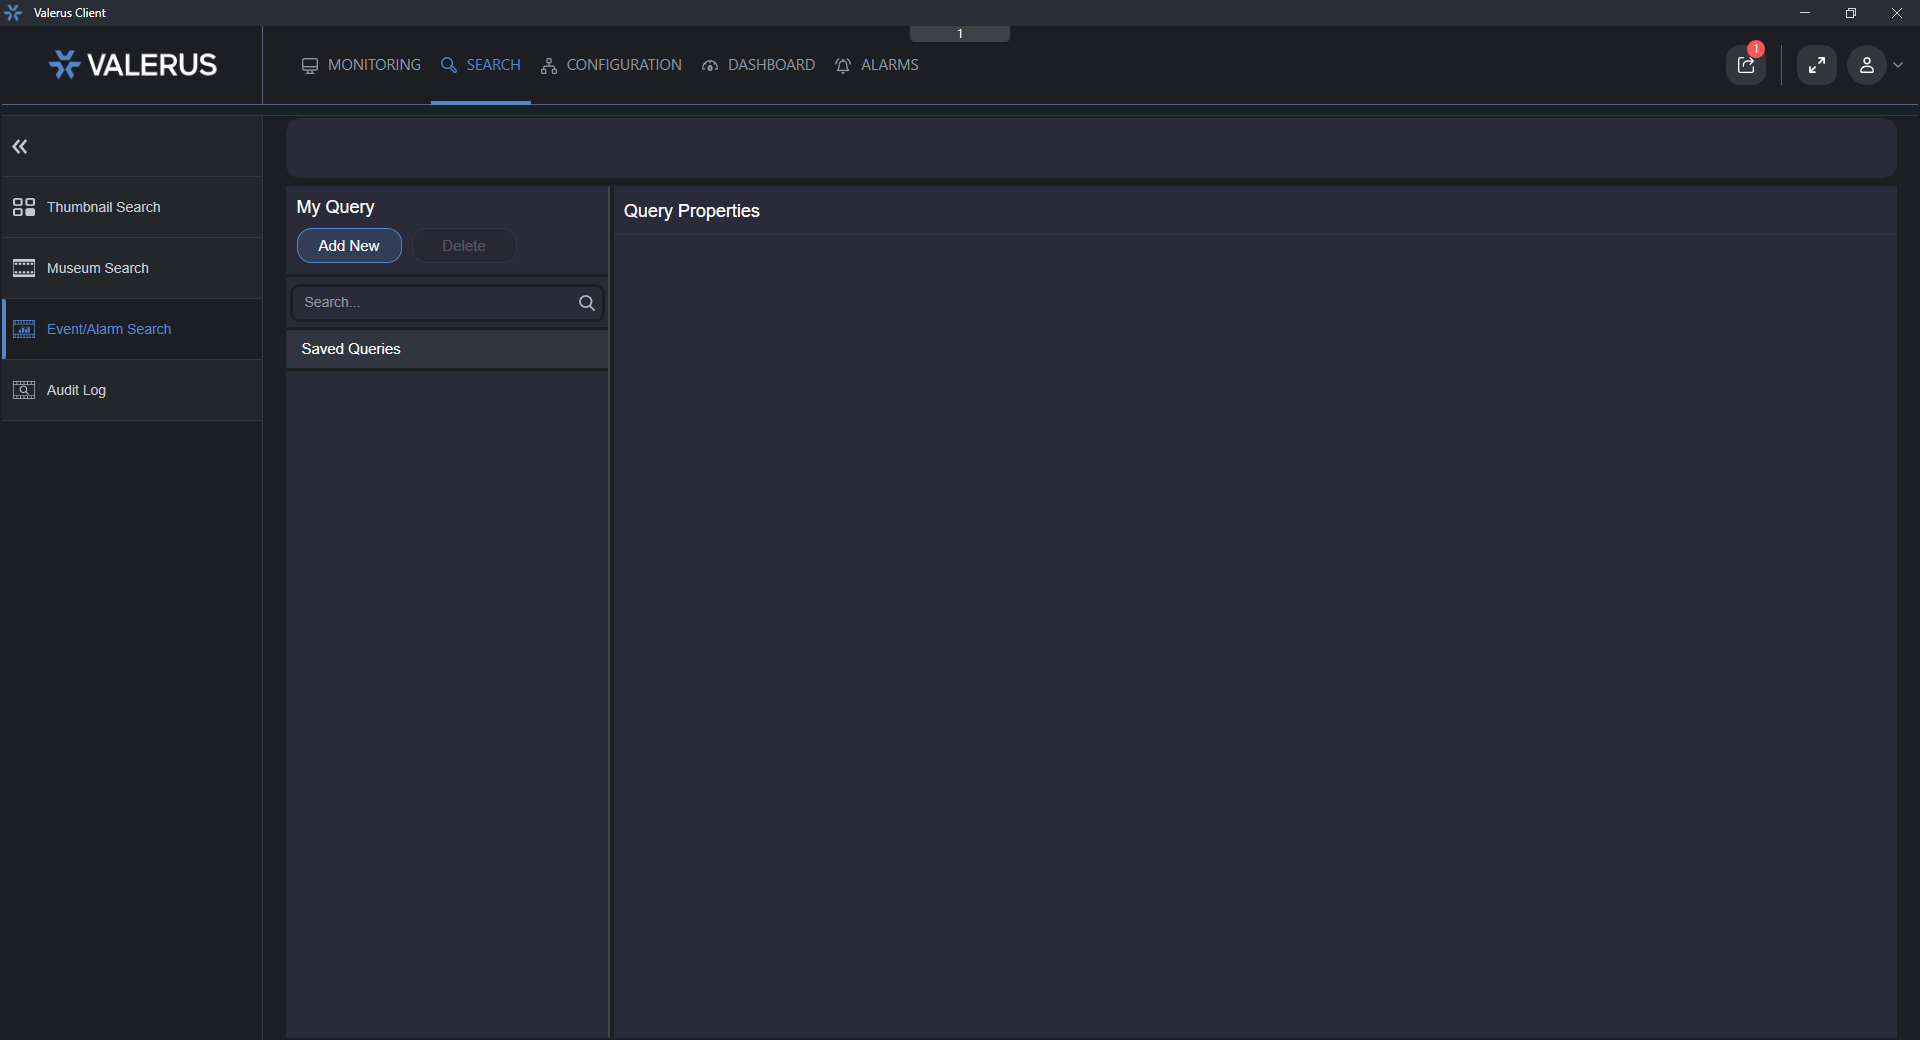 Valerus Client
1
VALERUS
MONITORING
SEARCH
CONFIGURATION
DASHBOARD
ALARMS
1
Thumbnail Search
Museum Search
Event/Alarm Search
Audit Log
My Query
Add New
Delete
Search...
Saved Queries
Query Properties